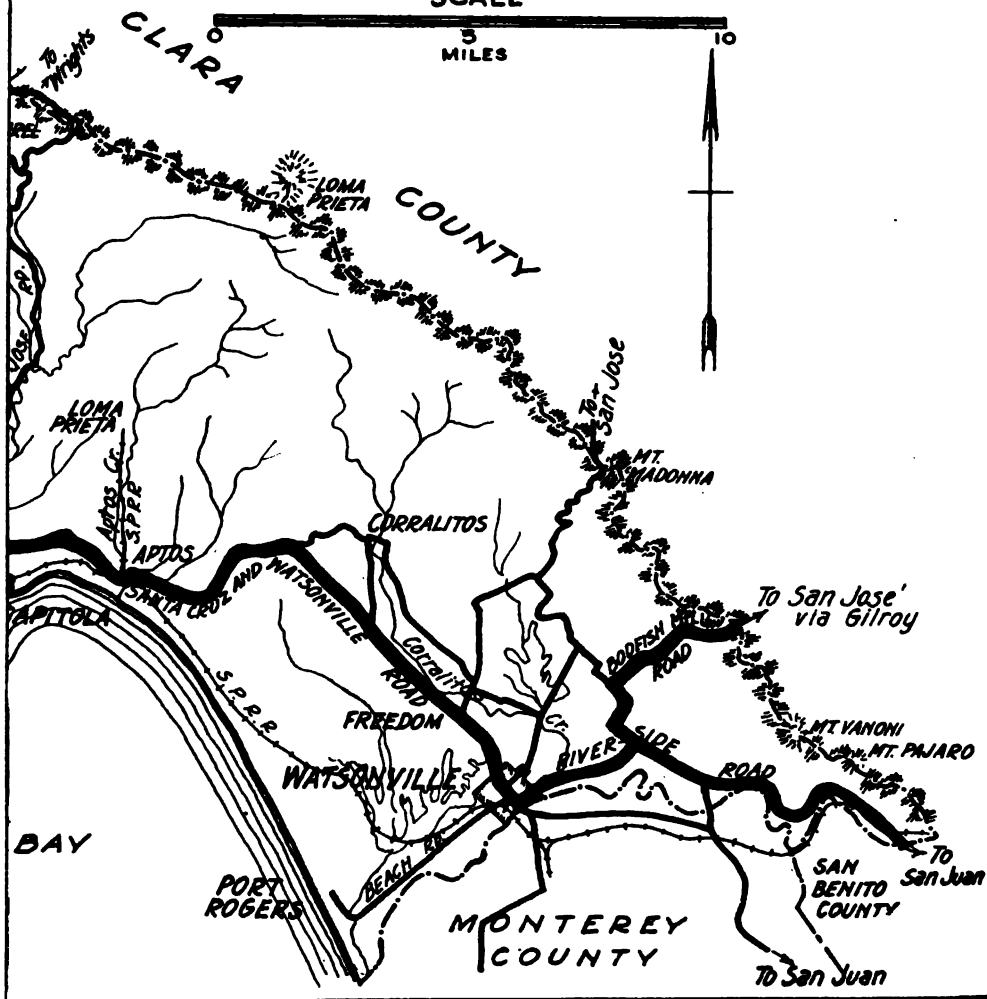 SCALE
0 5 10
MILES
CLARA
COUNTY
To
Wrights
LOMA
PRIETA
RD.
To
San Jose
MT.
MADONNA
LOMA
PRIETA
Aptos Cr.
S.P.R.R
CORRALITOS
APTOS
SANTA CRUZ AND WATSONVILLE ROAD
To San Jose'
via Gilroy
BODFISH MILL
ROAD
Corralitos
Cr.
S.P.R.R
FREEDOM
RIVER SIDE ROAD
MT. VANONI
MT. PAJARO
WATSONVILLE
BAY
BEACH RD.
PORT
ROGERS
MONTEREY
COUNTY
SAN
BENITO
COUNTY
To
San Juan
To San Juan